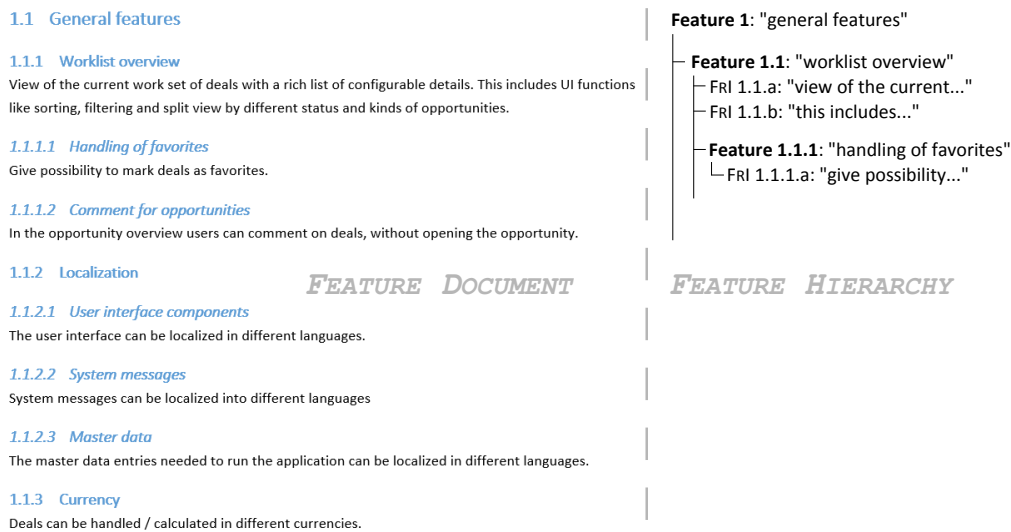 1.1 General features
1.1.1 Worklist overview
View of the current work set of deals with a rich list of configurable details. This includes UI functions
like sorting, filtering and split view by different status and kinds of opportunities.
1.1.1.1 Handling of favorites
Give possibility to mark deals as favorites.
1.1.1.2 Comment for opportunities
In the opportunity overview users can comment on deals, without opening the opportunity.
1.1.2 Localization
FEATURE DOCUMENT
1.1.2.1 User interface components
The user interface can be localized in different languages.
1.1.2.2 System messages
System messages can be localized into different languages
1.1.2.3 Master data
The master data entries needed to run the application can be localized in different languages.
1.1.3 Currency
Deals can be handled / calculated in different currencies.
Feature 1: "general features"
Feature 1.1: "worklist overview"
FRI 1.1.a: "view of the current..."
FRI 1.1.b: "this includes..."
Feature 1.1.1: "handling of favorites"
FRI 1.1.1.a: "give possibility..."
FEATURE HIERARCHY